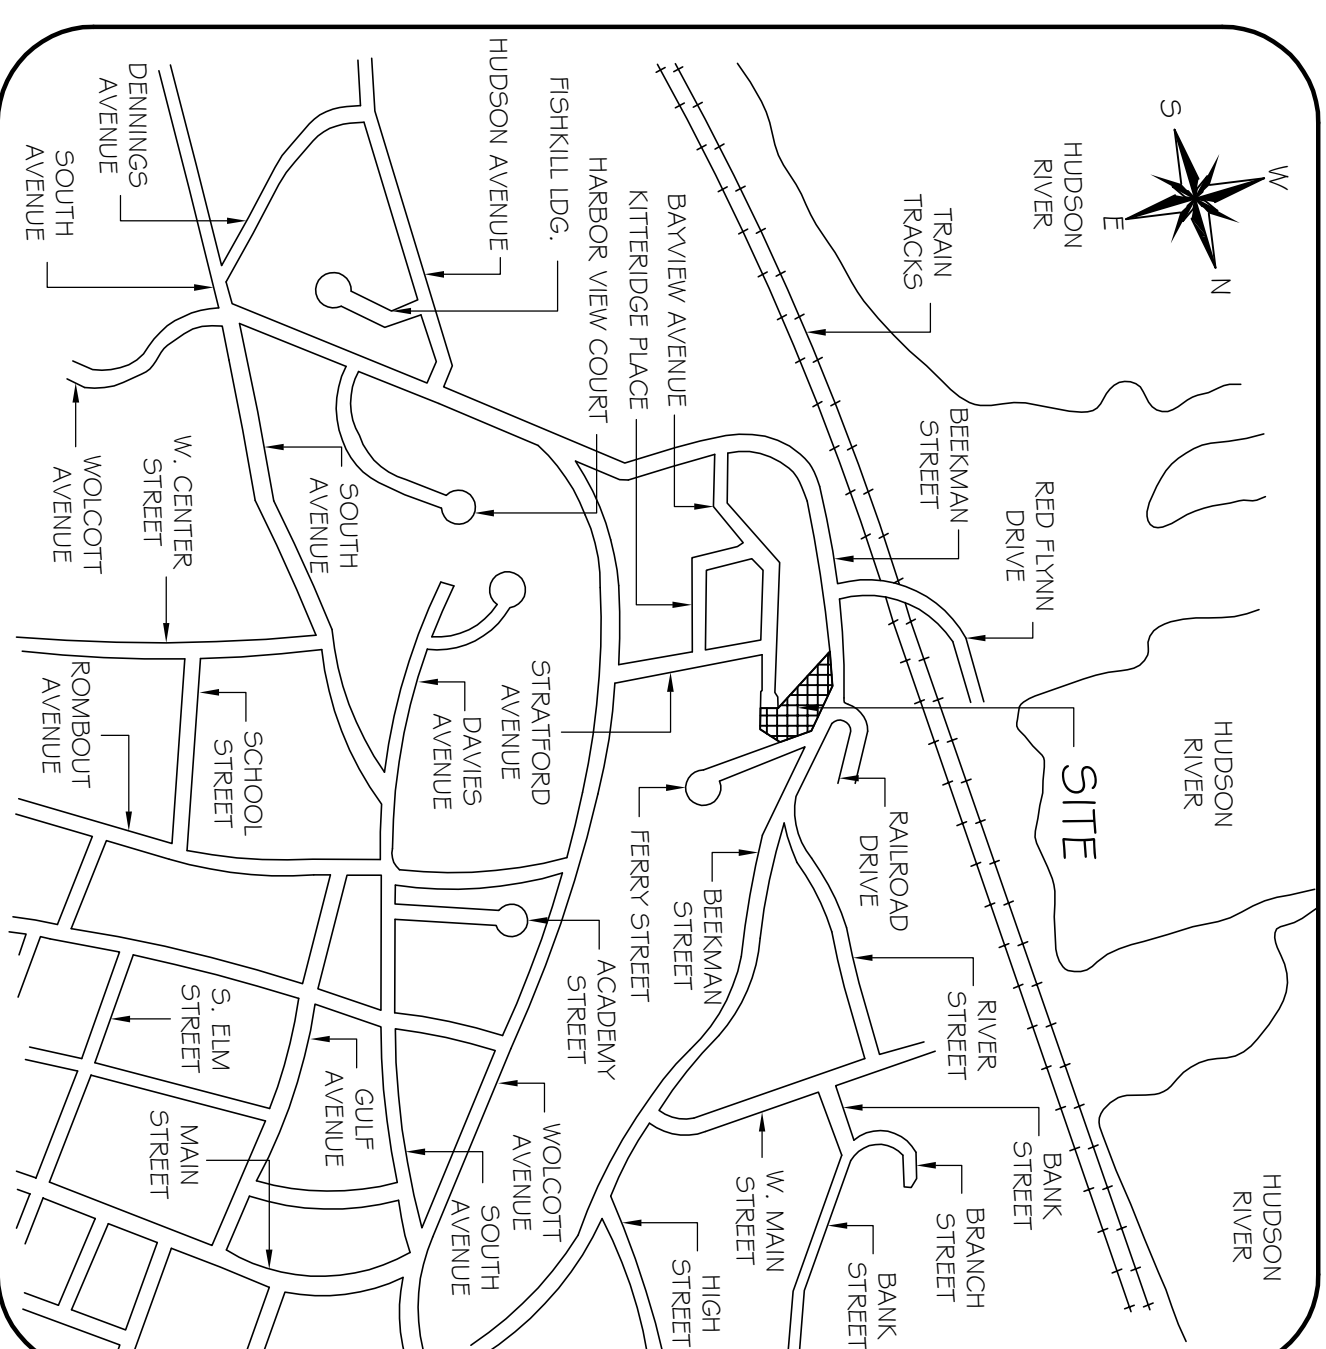 S
W
E
N
HUDSON
RIVER
TRAIN
TRACKS
BEEKMAN
STREET
RED FLYNN
DRIVE
HUDSON
RIVER
SITE
HUDSON
RIVER
HUDSON AVENUE
FISHKILL LDG.
HARBOR VIEW COURT
KITTERIDGE PLACE
BAYVIEW AVENUE
DENNINGS
AVENUE
SOUTH
AVENUE
WOLCOTT
AVENUE
W. CENTER
STREET
SOUTH
AVENUE
ROMBOUT
AVENUE
SCHOOL
STREET
DAVIES
AVENUE
STRATFORD
AVENUE
FERRY STREET
BEEKMAN
STREET
RAILROAD
DRIVE
RIVER
STREET
ACADEMY
STREET
S. ELM
STREET
GULF
AVENUE
MAIN
STREET
WOLCOTT
AVENUE
SOUTH
AVENUE
W. MAIN
STREET
BANK
STREET
BRANCH
STREET
BANK
STREET
HIGH
STREET